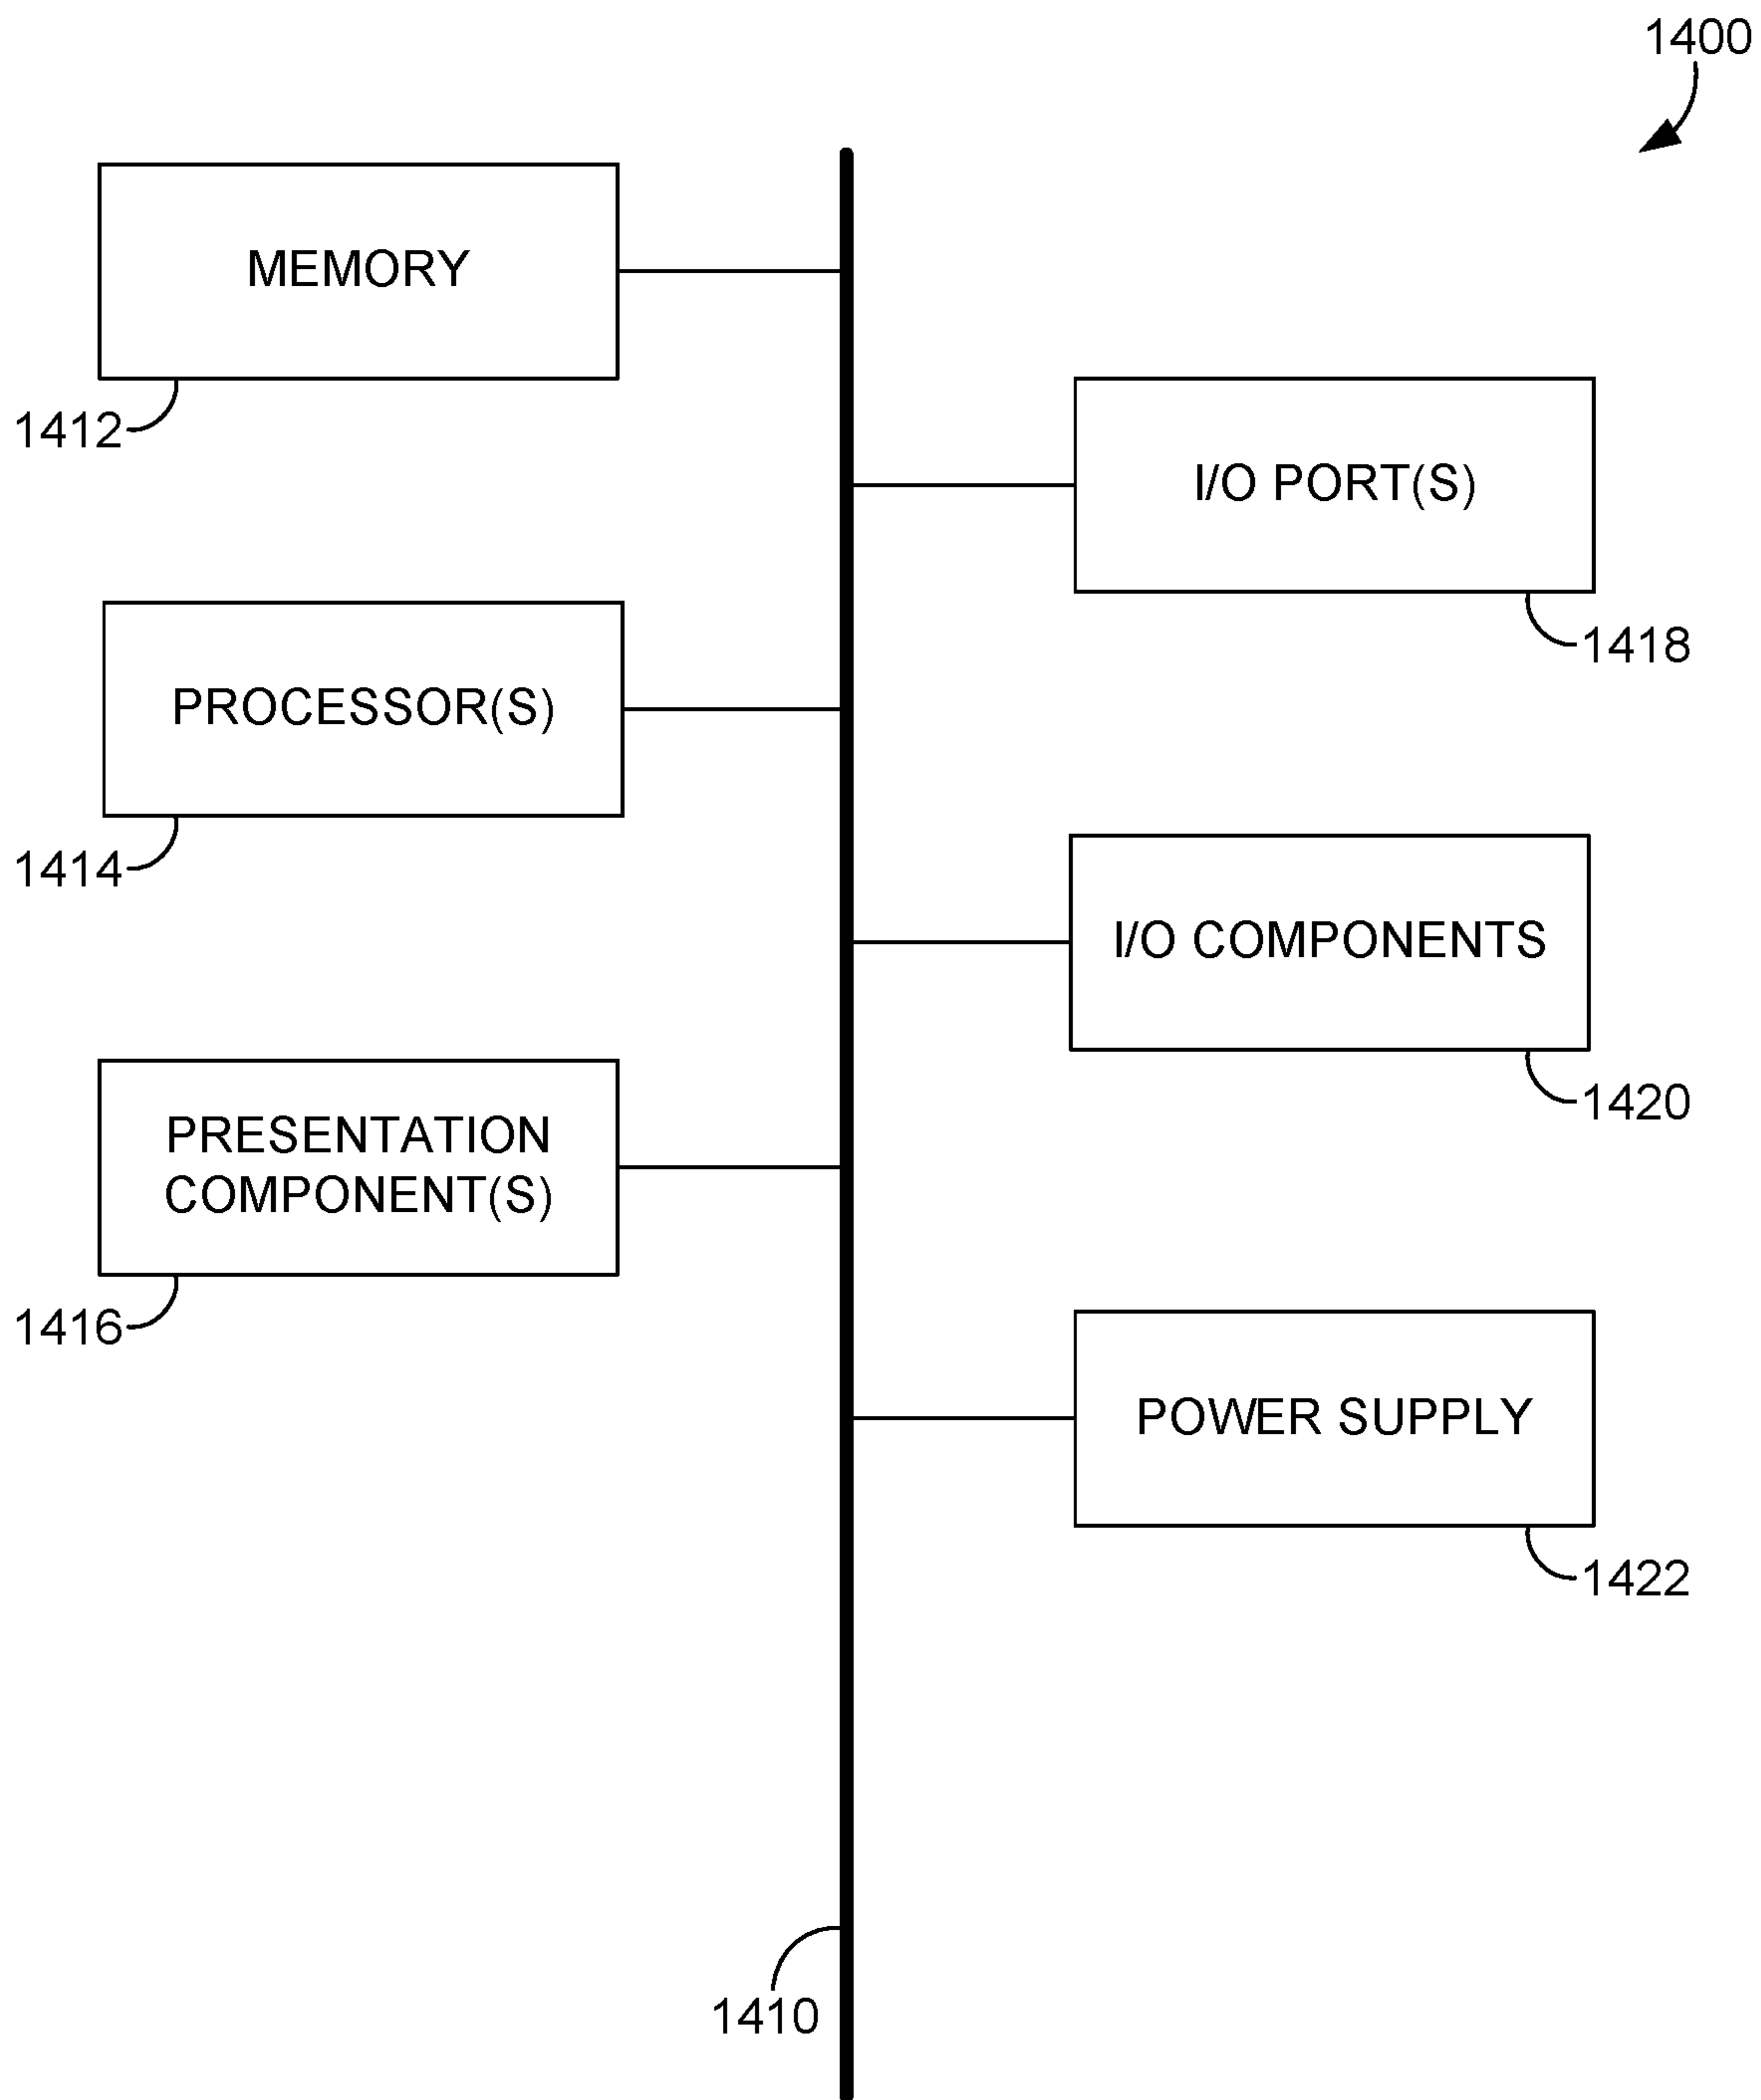 1400
MEMORY
1412
I/O PORT(S)
1418
PROCESSOR(S)
1414
I/O COMPONENTS
1420
PRESENTATION
COMPONENT(S)
1416
POWER SUPPLY
1422
1410